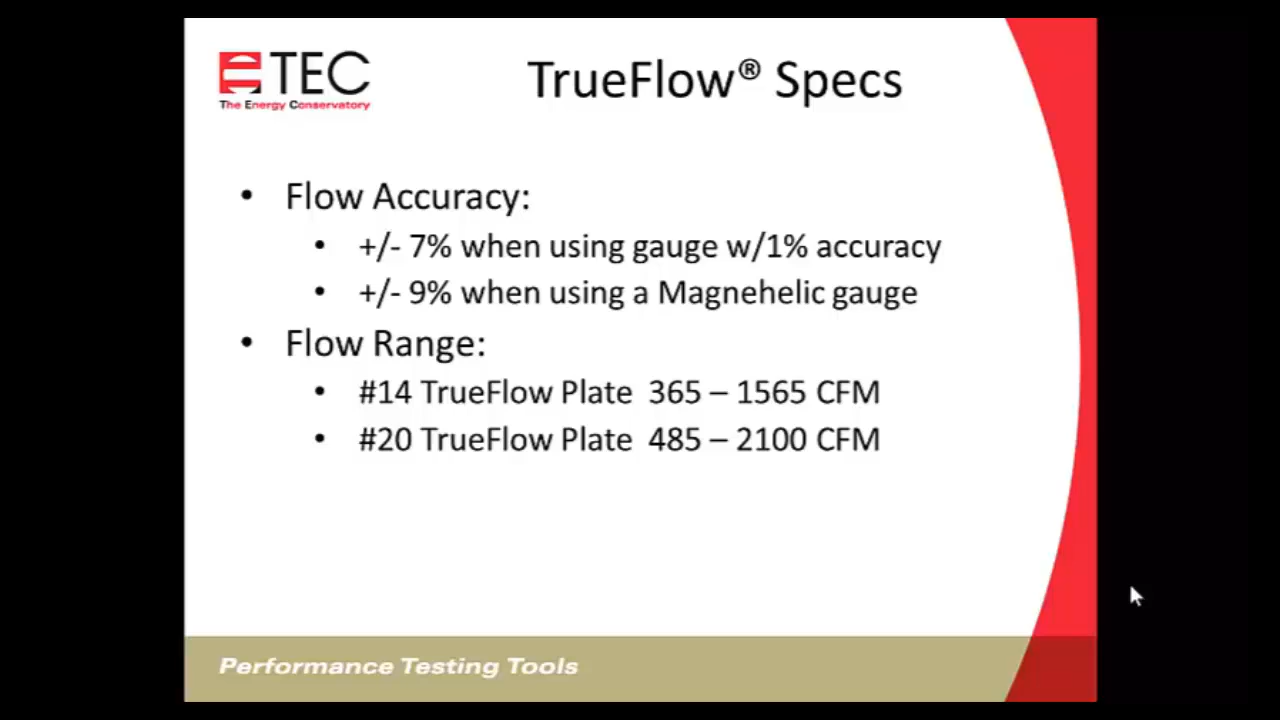 TEC
The Energy Conservatory
TrueFlow® Specs
• Flow Accuracy:
• +/- 7% when using gauge w/1% accuracy
• +/- 9% when using a Magnehelic gauge
• Flow Range:
• #14 TrueFlow Plate 365 – 1565 CFM
• #20 TrueFlow Plate 485 – 2100 CFM
Performance Testing Tools